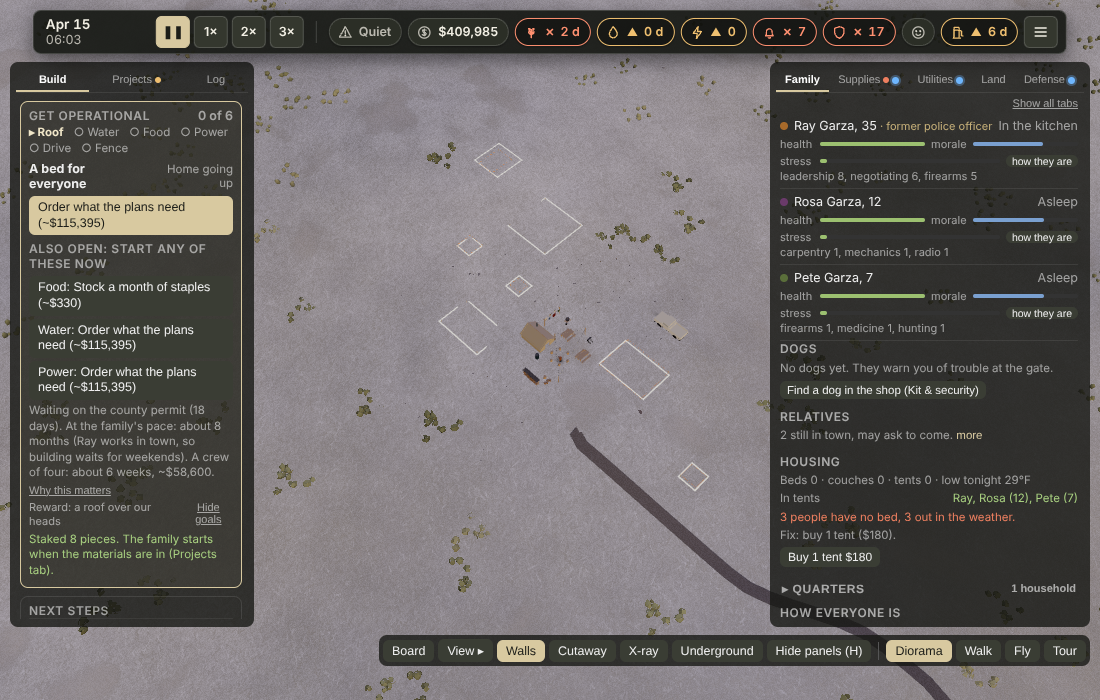 Apr 15
06:03
1×
2×
3×
Quiet
$409,985
× 2 d
▲ 0 d
▲ 0
× 7
× 17
▲ 6 d
Build
Projects
Log
GET OPERATIONAL
0 of 6
▸ Roof
Water
Food
Power
Drive
Fence
A bed for everyone
Home going up
Order what the plans need
(~$115,395)
ALSO OPEN: START ANY OF
THESE NOW
Food: Stock a month of staples
(~$330)
Water: Order what the plans
need (~$115,395)
Power: Order what the plans
need (~$115,395)
Waiting on the county permit (18
days). At the family's pace: about 8
months (Ray works in town, so
building waits for weekends). A crew
of four: about 6 weeks, ~$58,600.
Why this matters
Reward: a roof over our heads
Hide goals
Staked 8 pieces. The family starts
when the materials are in (Projects
tab).
NEXT STEPS
Family
Supplies
Utilities
Land
Defense
Show all tabs
Ray Garza, 35 · former police officer
In the kitchen
health
morale
stress
how they are
leadership 8, negotiating 6, firearms 5
Rosa Garza, 12
Asleep
health
morale
stress
how they are
carpentry 1, mechanics 1, radio 1
Pete Garza, 7
Asleep
health
morale
stress
how they are
firearms 1, medicine 1, hunting 1
DOGS
No dogs yet. They warn you of trouble at the gate.
Find a dog in the shop (Kit & security)
RELATIVES
2 still in town, may ask to come. more
HOUSING
Beds 0 · couches 0 · tents 0 · low tonight 29°F
In tents
Ray, Rosa (12), Pete (7)
3 people have no bed, 3 out in the weather.
Fix: buy 1 tent ($180).
Buy 1 tent $180
▸ QUARTERS
1 household
HOW EVERYONE IS
Board
View ▸
Walls
Cutaway
X-ray
Underground
Hide panels (H)
Diorama
Walk
Fly
Tour